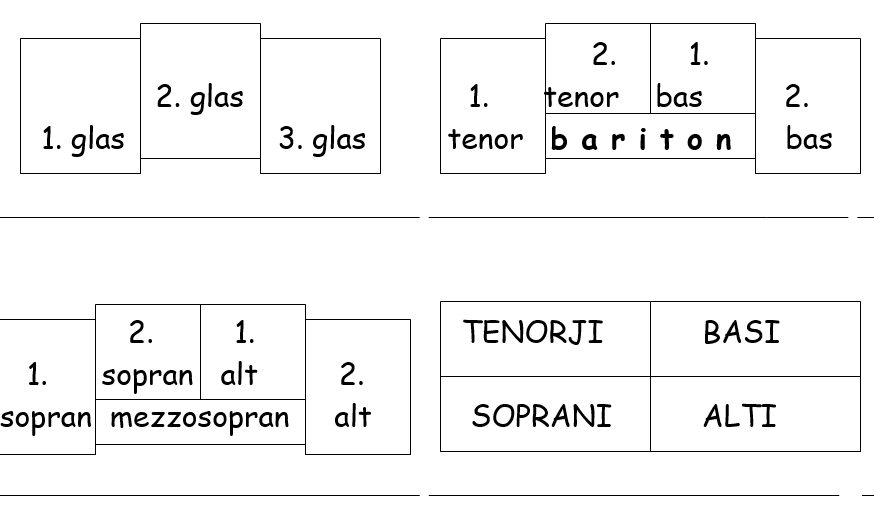 1. glas
2. glas
3. glas
1.
tenor
2.
tenor
1.
bas
bariton
2.
bas
1.
sopran
2.
sopran
1.
alt
mezzosopran
2.
alt
TENORJI
BASI
SOPRANI
ALTI